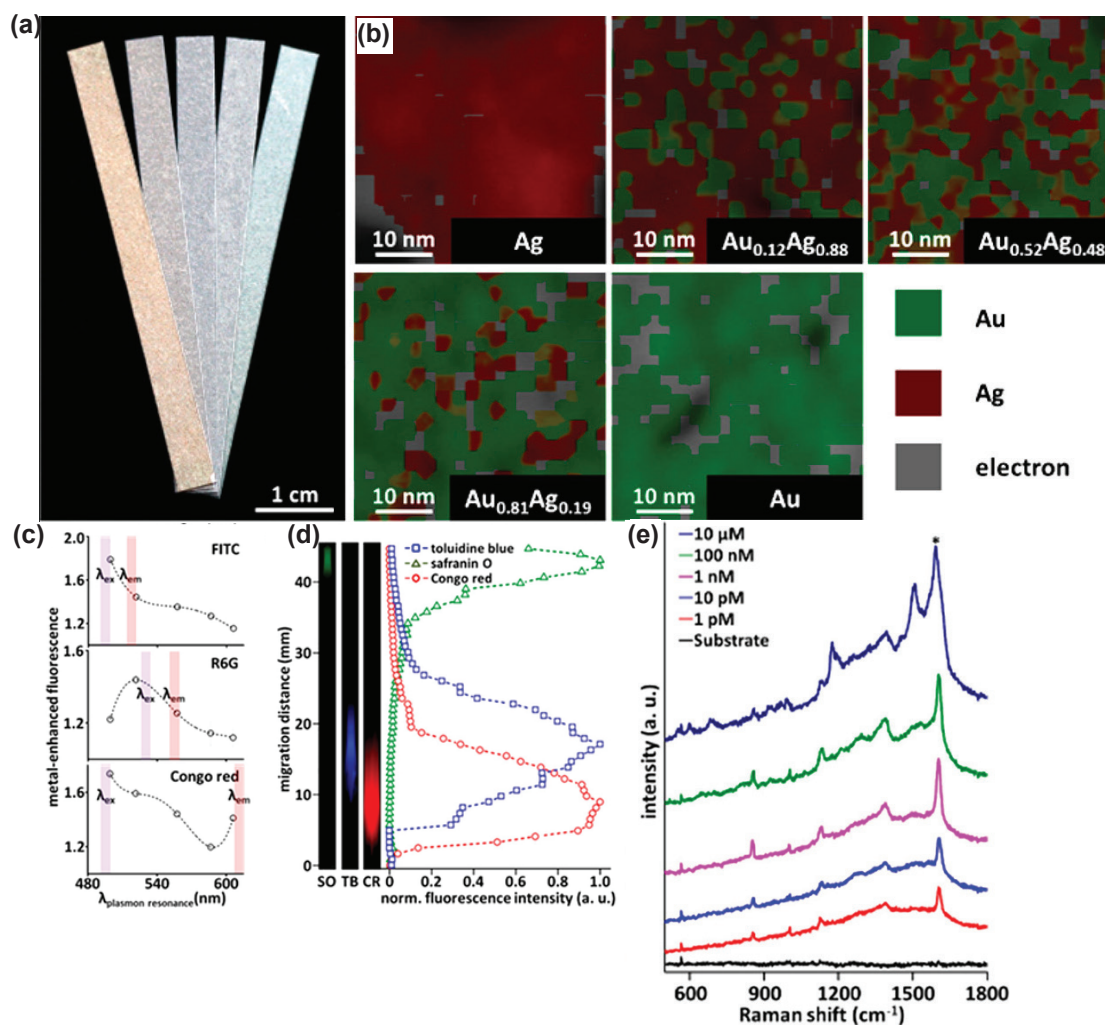 (a)
1 cm
(b)
10 nm Ag
10 nm Au0.12Ag0.88
10 nm Au0.52Ag0.48
10 nm Au0.81Ag0.19
10 nm Au
Au
Ag
electron
(c)
metal-enhanced fluorescence
2.0
1.6
1.2
FITC
λex
λem
1.6
1.2
R6G
λex
λem
1.6
1.2
Congo red
λex
λem
480 540 600
λplasmon resonance(nm)
(d)
migration distance (mm)
40
20
0
SO TB CR
toluidine blue
safranin O
Congo red
0 0.2 0.4 0.6 0.8 1.0
norm. fluorescence intensity (a. u.)
(e)
intensity (a. u.)
10 μM
100 nM
1 nM
10 pM
1 pM
Substrate
*
600 900 1200 1500 1800
Raman shift (cm-1)